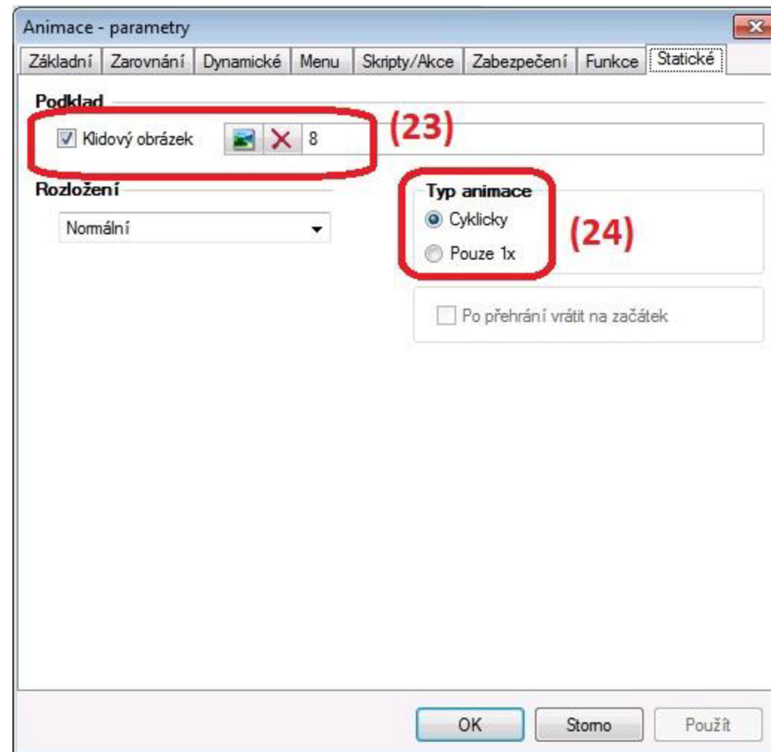 Animace - parametry
Základní Zarovnání Dynamické Menu Skripty/Akce Zabezpečení Funkce Statické
Podklad
Klidový obrázek 8 (23)
Rozložení Typ animace
Normální Cyklicky
Pouze 1x (24)
Po přehrání vrátit na začátek
OK Storno Použít